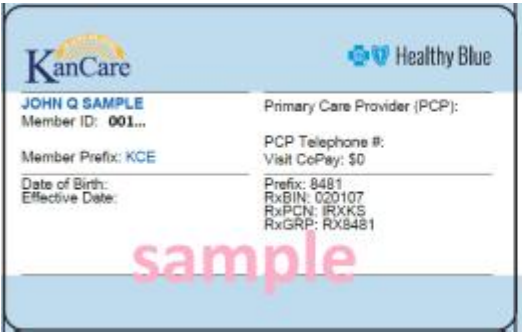 KanCare
Healthy Blue
JOHN Q SAMPLE
Member ID: 001...
Member Prefix: KCE
Date of Birth:
Effective Date:
Primary Care Provider (PCP):
PCP Telephone #:
Visit CoPay: $0
Prefix: 8481
RxBIN: 020107
RxPCN: IRXKS
RxGRP: RX8481
sample